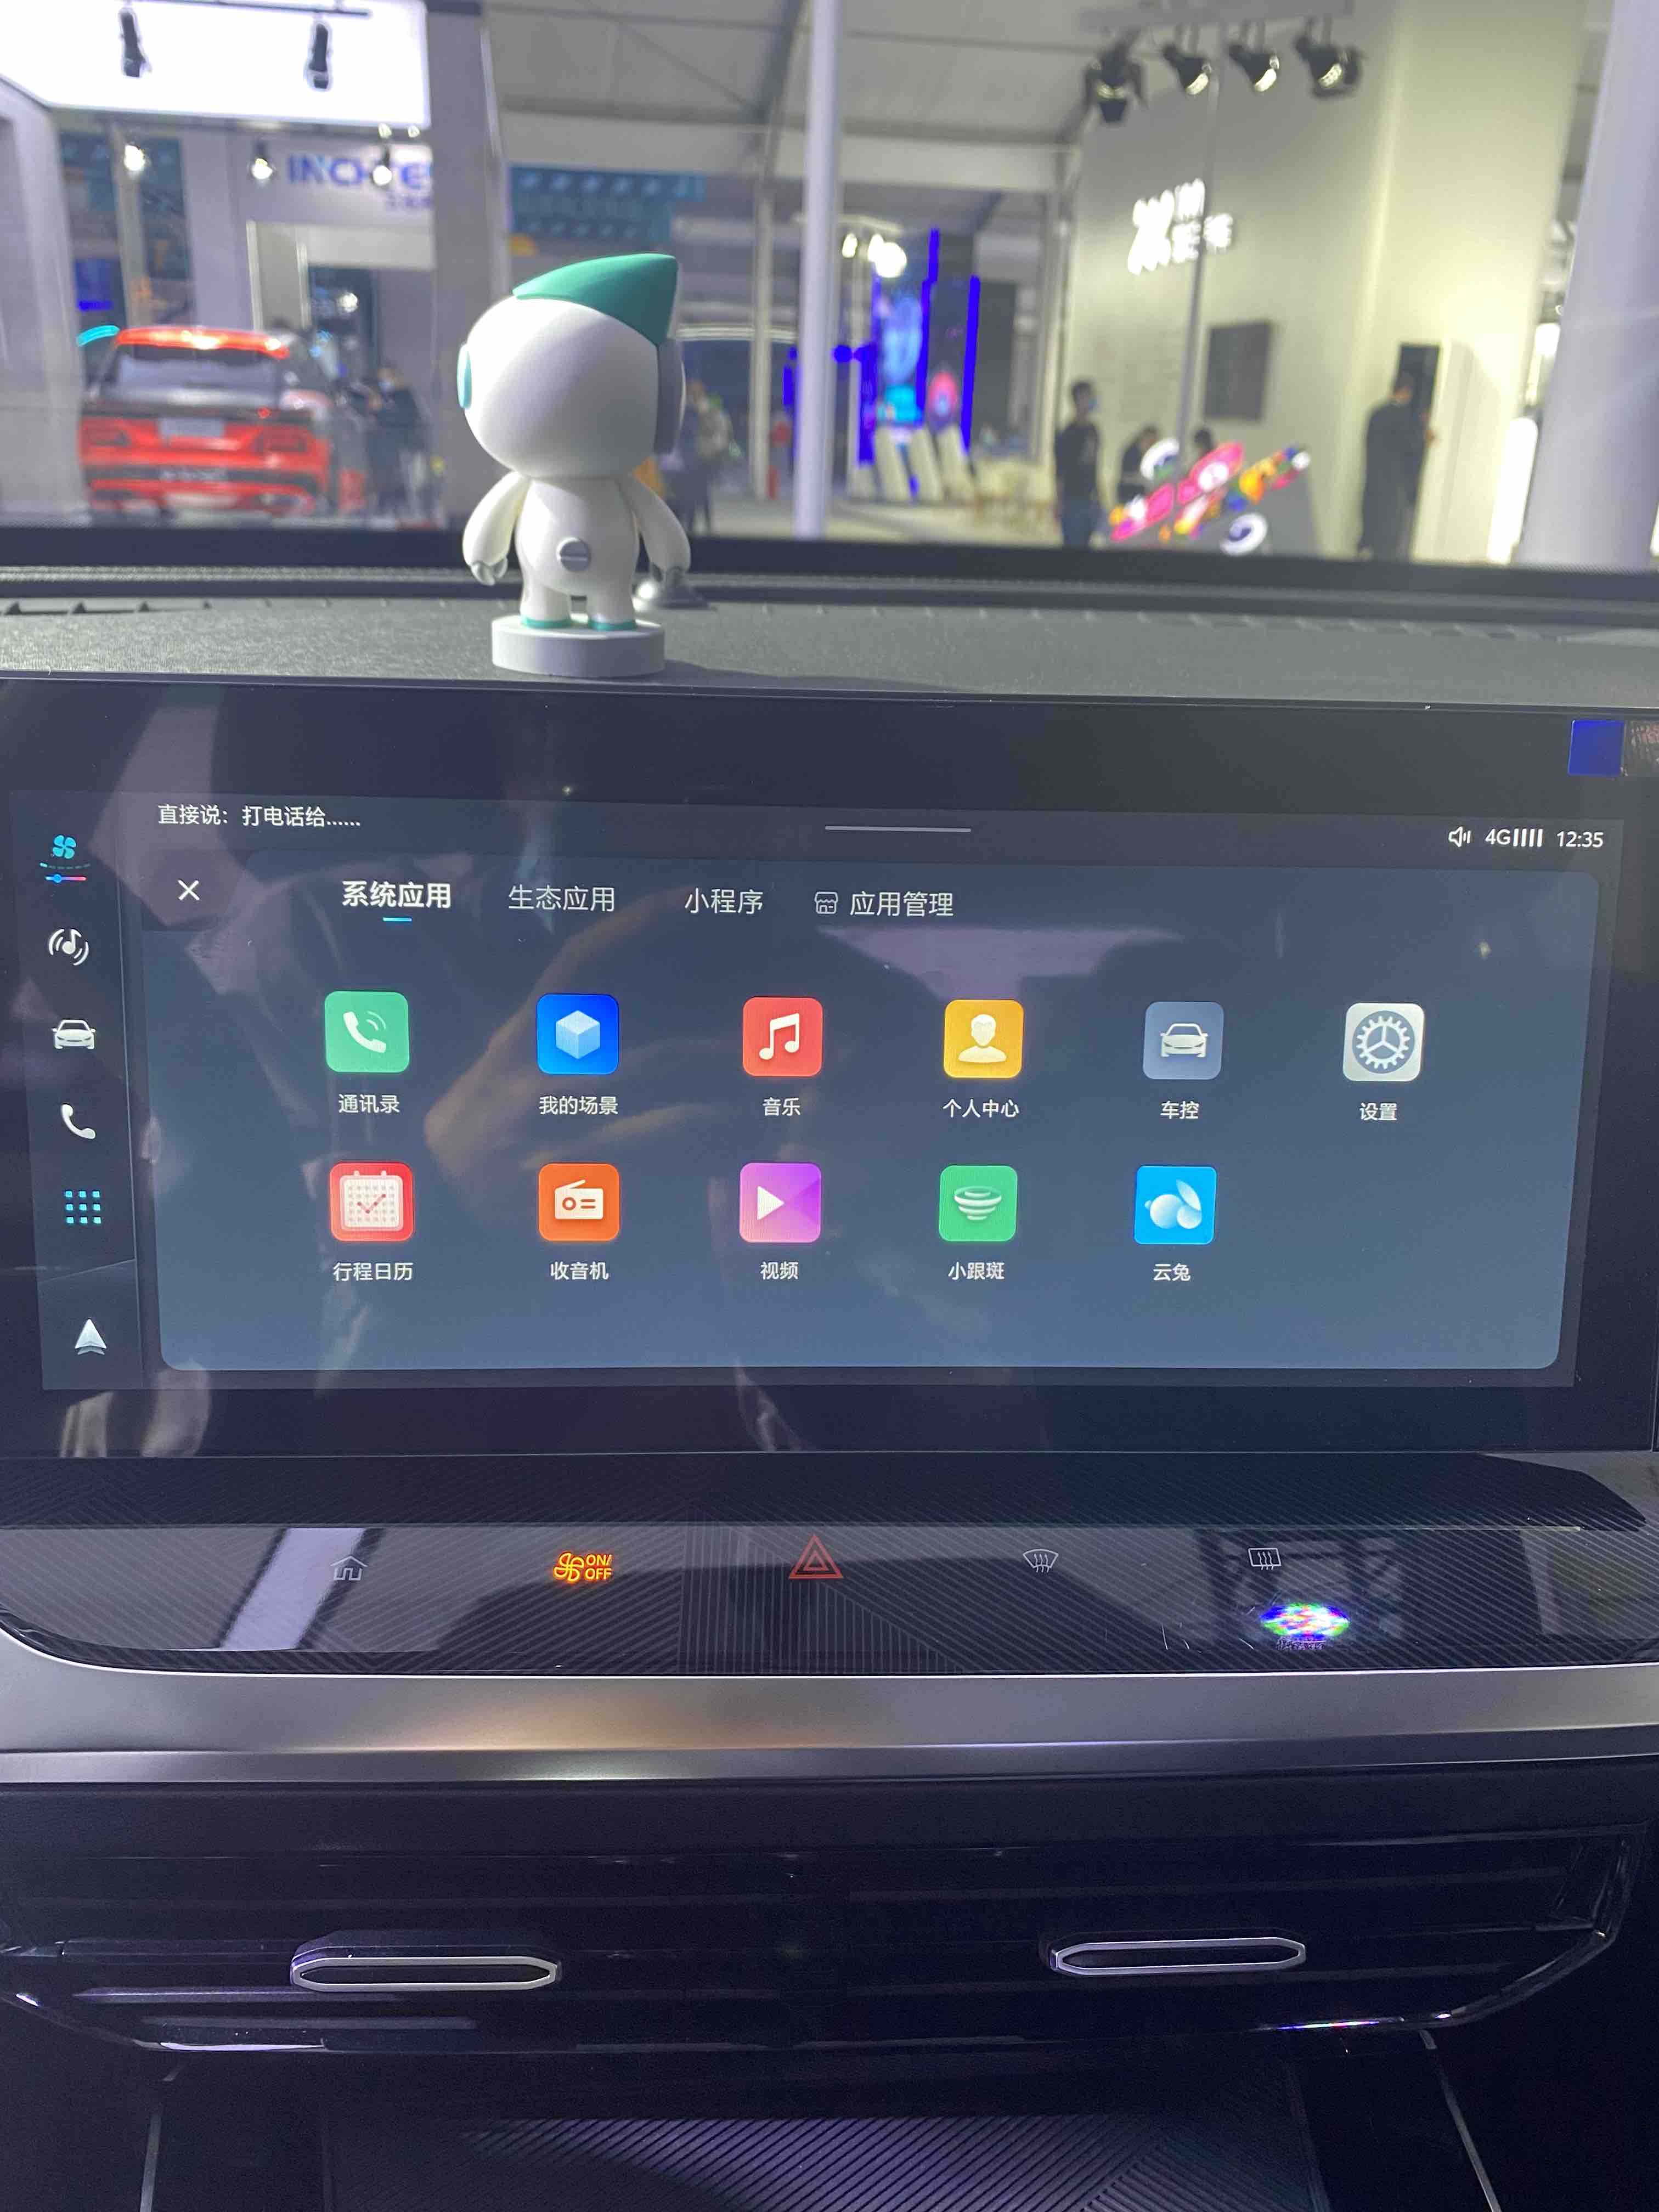 直接说：打电话给......
4G 12:35
系统应用 生态应用 小程序 应用管理
通讯录 我的场景 音乐 个人中心 车控 设置
行程日历 收音机 视频 小跟班 云兔
ON/
OFF